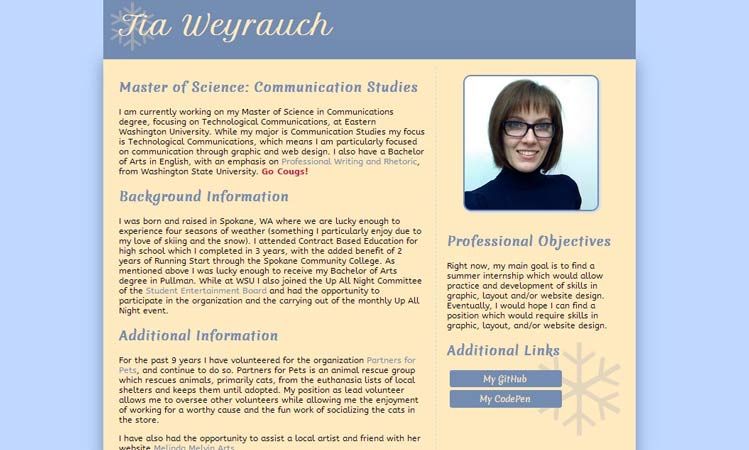 Tia Weyrauch
Master of Science: Communication Studies
I am currently working on my Master of Science in Communications
degree, focusing on Technological Communications, at Eastern
Washington University. While my major is Communication Studies my focus
is Technological Communications, which means I am particularly focused
on communication through graphic and web design. I also have a Bachelor
of Arts in English, with an emphasis on Professional Writing and Rhetoric,
from Washington State University. Go Cougs!
Background Information
I was born and raised in Spokane, WA where we are lucky enough to
experience four seasons of weather (something I particularly enjoy due to
my love of skiing and the snow). I attended Contract Based Education for
high school which I completed in 3 years, with the added benefit of 2
years of Running Start through the Spokane Community College. As
mentioned above I was lucky enough to receive my Bachelor of Arts
degree in Pullman. While at WSU I also joined the Up All Night Committee
of the Student Entertainment Board and had the opportunity to
participate in the organization and the carrying out of the monthly Up All
Night event.
Additional Information
For the past 9 years I have volunteered for the organization Partners for
Pets, and continue to do so. Partners for Pets is an animal rescue group
which rescues animals, primarily cats, from the euthanasia lists of local
shelters and keeps them until adopted. My position as lead volunteer
allows me to oversee other volunteers while allowing me the enjoyment
of working for a worthy cause and the fun work of socializing the cats in
the store.
I have also had the opportunity to assist a local artist and friend with her
website Melinda Melvin Arts.
Professional Objectives
Right now, my main goal is to find a
summer internship which would allow
practice and development of skills in
graphic, layout and/or website design.
Eventually, I would hope I can find a
position which would require skills in
graphic, layout, and/or website design.
Additional Links
My GitHub
My CodePen